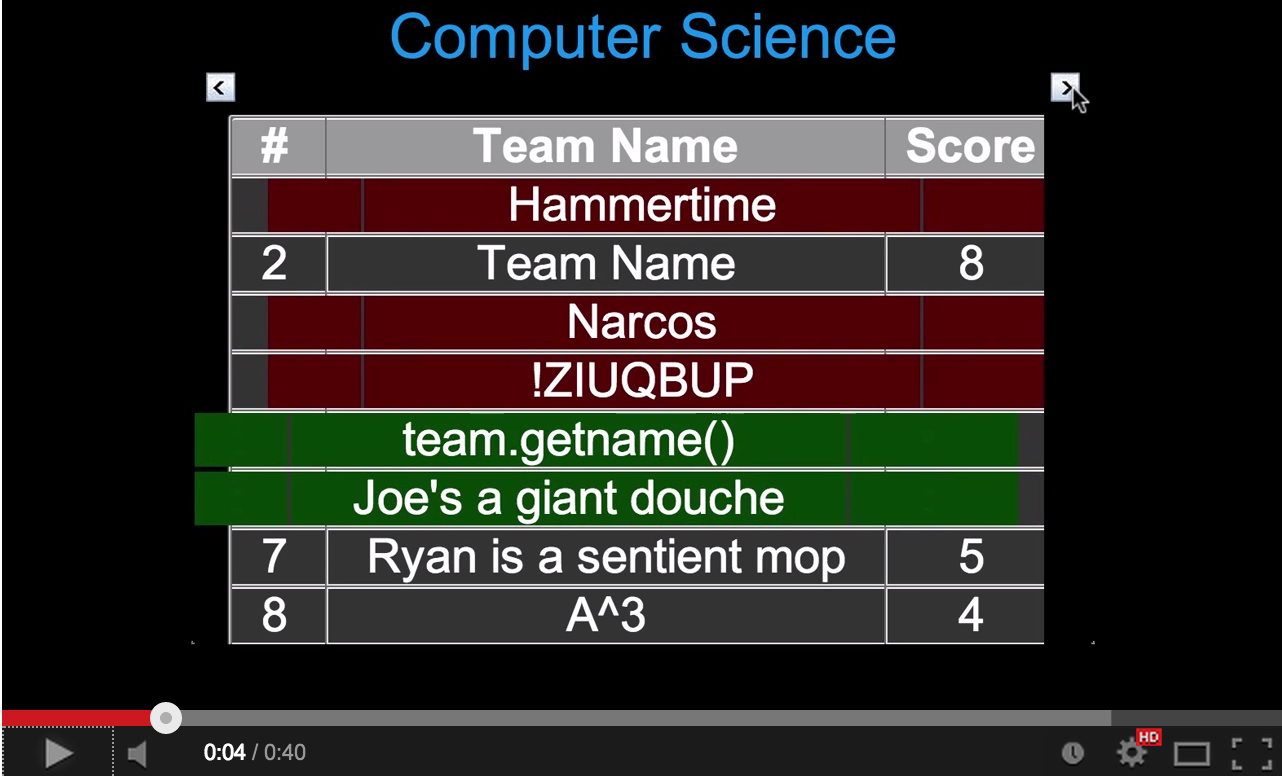 Computer Science
< >
# Team Name Score
Hammertime
2 Team Name 8
Narcos
!ZIUQBUP
team.getname()
Joe's a giant douche
7 Ryan is a sentient mop 5
8 A^3 4
0:04 / 0:40 HD